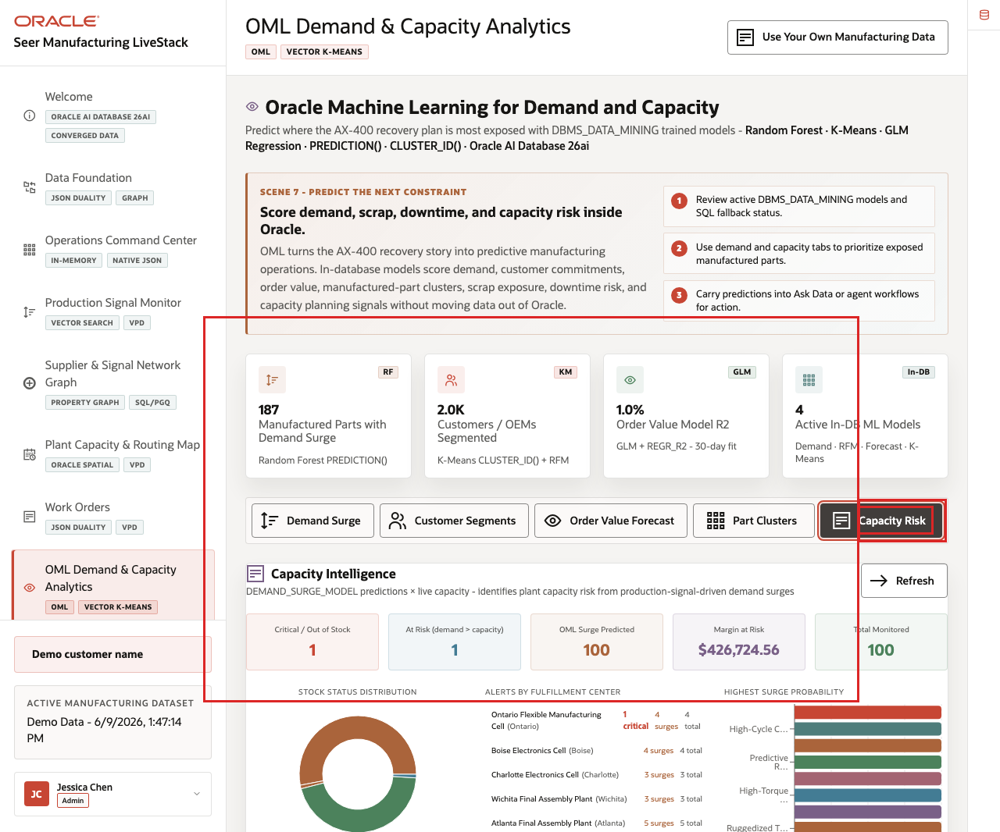 ORACLE
Seer Manufacturing LiveStack
Welcome
ORACLE AI DATABASE 26AI
CONVERGED DATA
Data Foundation
JSON DUALITY
GRAPH
Operations Command Center
IN-MEMORY
NATIVE JSON
Production Signal Monitor
VECTOR SEARCH
VPD
Supplier & Signal Network
Graph
PROPERTY GRAPH
SQL/PGQ
Plant Capacity & Routing Map
ORACLE SPATIAL
VPD
Work Orders
JSON DUALITY
VPD
OML Demand & Capacity
Analytics
OML
VECTOR K-MEANS
Demo customer name
ACTIVE MANUFACTURING DATASET
Demo Data - 6/9/2026, 1:47:14
PM
JC
Jessica Chen
Admin
OML Demand & Capacity Analytics
OML
VECTOR K-MEANS
Use Your Own Manufacturing Data
Oracle Machine Learning for Demand and Capacity
Predict where the AX-400 recovery plan is most exposed with DBMS_DATA_MINING trained models - Random Forest · K-Means · GLM
Regression · PREDICTION() · CLUSTER_ID() · Oracle AI Database 26ai
SCENE 7 - PREDICT THE NEXT CONSTRAINT
Score demand, scrap, downtime, and capacity risk inside
Oracle.
OML turns the AX-400 recovery story into predictive manufacturing
operations. In-database models score demand, customer commitments,
order value, manufactured-part clusters, scrap exposure, downtime risk, and
capacity planning signals without moving data out of Oracle.
1
Review active DBMS_DATA_MINING models and
SQL fallback status.
2
Use demand and capacity tabs to prioritize exposed
manufactured parts.
3
Carry predictions into Ask Data or agent workflows
for action.
RF
187
Manufactured Parts with
Demand Surge
Random Forest PREDICTION()
KM
2.0K
Customers / OEMs
Segmented
K-Means CLUSTER_ID() + RFM
GLM
1.0%
Order Value Model R2
GLM + REGR_R2 - 30-day fit
In-DB
4
Active In-DB ML Models
Demand · RFM · Forecast · K-
Means
Demand Surge
Customer Segments
Order Value Forecast
Part Clusters
Capacity Risk
Capacity Intelligence
DEMAND_SURGE_MODEL predictions × live capacity - identifies plant capacity risk from production-signal-driven demand surges
Refresh
Critical / Out of Stock
1
At Risk (demand > capacity)
1
OML Surge Predicted
100
Margin at Risk
$426,724.56
Total Monitored
100
STOCK STATUS DISTRIBUTION
ALERTS BY FULFILLMENT CENTER
Ontario Flexible Manufacturing 1 4 4
Cell (Ontario) critical surges total
Boise Electronics Cell (Boise) 4 surges 4 total
Charlotte Electronics Cell (Charlotte) 3 surges 3 total
Wichita Final Assembly Plant (Wichita) 3 surges 3 total
Atlanta Final Assembly Plant (Atlanta) 5 surges 5 total
HIGHEST SURGE PROBABILITY
High-Cycle C...
Predictive
R...
High-Torque
...
Ruggedized T...